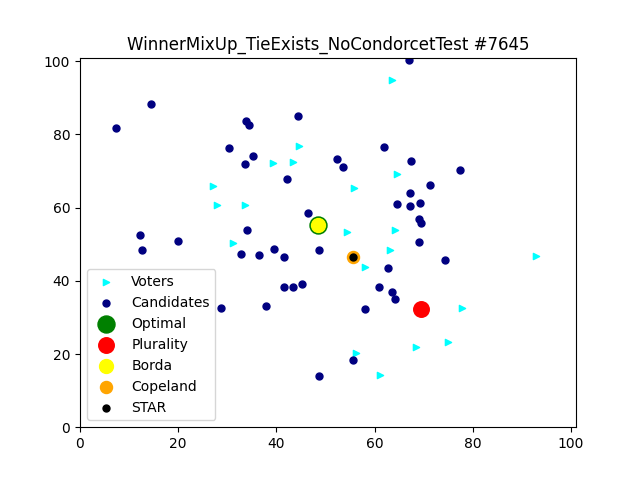 WinnerMixUp_TieExists_NoCondorcetTest #7645
100
80
60
40
20
0
Voters
Candidates
Optimal
Plurality
Borda
Copeland
STAR
0 20 40 60 80 100